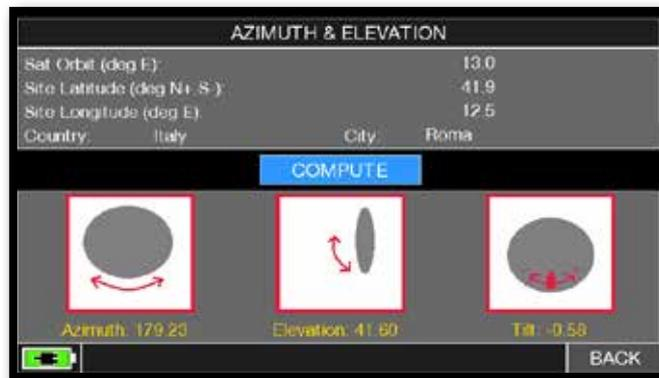 AZIMUTH & ELEVATION
Sat Orbit (deg E): 13.0
Site Latitude (deg N+,S-): 41.9
Site Longitude (deg E): 12.5
Country: Italy City: Roma
COMPUTE
Azimuth: 179.23 Elevation: 41.60 Tilt: -0.58
BACK